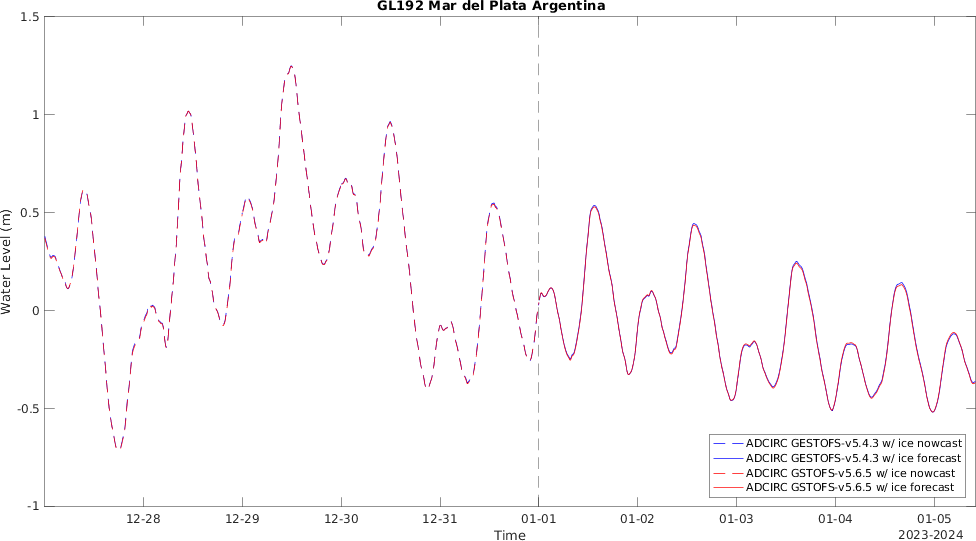 GL192 Mar del Plata Argentina
1.5
1
0.5
0
-0.5
-1
Water Level (m)
12-28
12-29
12-30
12-31
01-01
01-02
01-03
01-04
01-05
Time
2023-2024
ADCIRC GESTOFS-v5.4.3 w/ ice nowcast
ADCIRC GESTOFS-v5.4.3 w/ ice forecast
ADCIRC GSTOFS-v5.6.5 w/ ice nowcast
ADCIRC GSTOFS-v5.6.5 w/ ice forecast